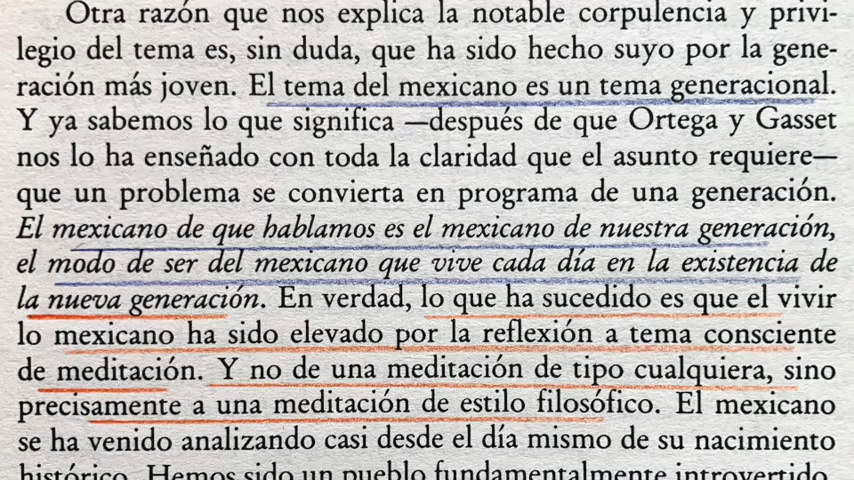 Otra razón que nos explica la notable corpulencia y privi-
legio del tema es, sin duda, que ha sido hecho suyo por la gene-
ración más joven. El tema del mexicano es un tema generacional.
Y ya sabemos lo que significa —después de que Ortega y Gasset
nos lo ha enseñado con toda la claridad que el asunto requiere—
que un problema se convierta en programa de una generación.
El mexicano de que hablamos es el mexicano de nuestra generación,
el modo de ser del mexicano que vive cada día en la existencia de
la nueva generación. En verdad, lo que ha sucedido es que el vivir
lo mexicano ha sido elevado por la reflexión a tema consciente
de meditación. Y no de una meditación de tipo cualquiera, sino
precisamente a una meditación de estilo filosófico. El mexicano
se ha venido analizando casi desde el día mismo de su nacimiento
histórico. Hemos sido un pueblo fundamentalmente introvertido.